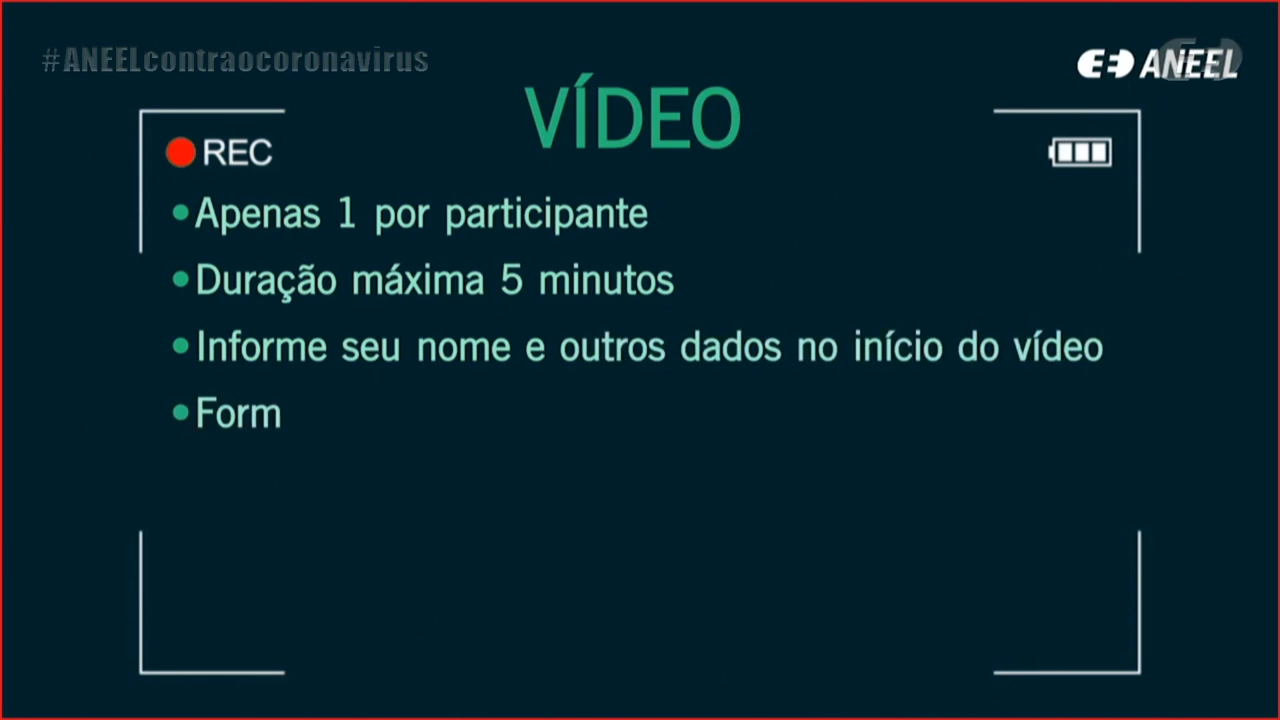 #ANEELcontraocoronavirus
ANEEL
VÍDEO
REC
•Apenas 1 por participante
•Duração máxima 5 minutos
•Informe seu nome e outros dados no início do vídeo
•Form